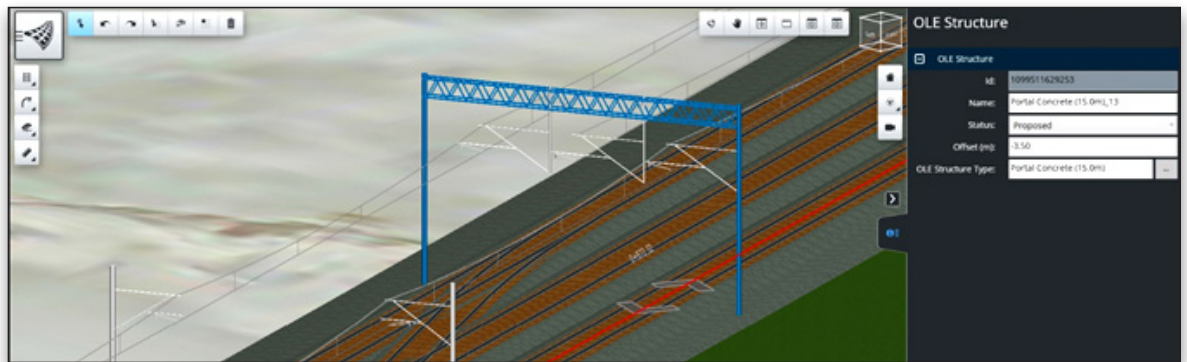 OLE Structure
OLE Structure
Id: 1099511629253
Name: Portal Concrete (15.0m)_13
Status: Proposed
Offset (m): -3.50
OLE Structure Type: Portal Concrete (15.0m) ...